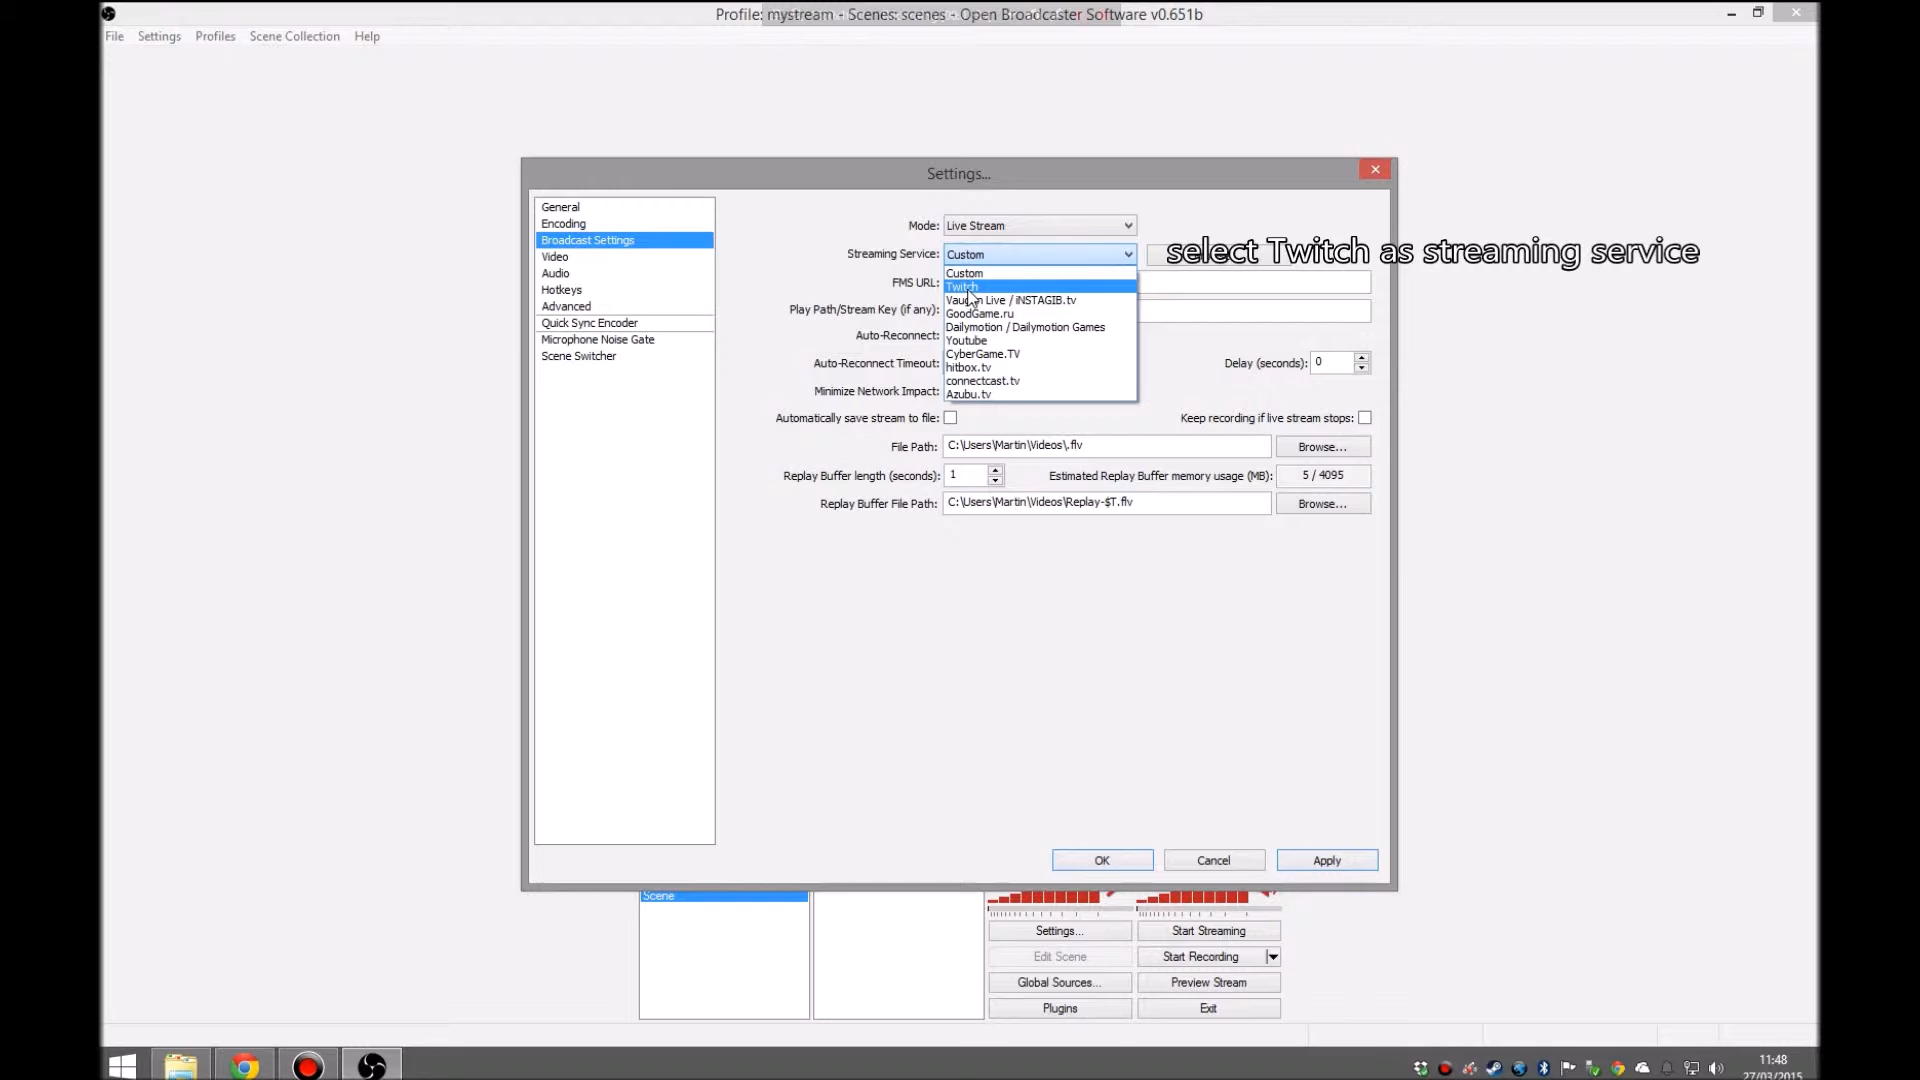 Profile: mystream - Scenes: scenes - Open Broadcaster Software v0.651b
File Settings Profiles Scene Collection Help
Settings...
General
Encoding
Broadcast Settings
Video
Audio
Hotkeys
Advanced
Quick Sync Encoder
Microphone Noise Gate
Scene Switcher
Mode: Live Stream
Streaming Service: Custom
select Twitch as streaming service
Custom
FMS URL:
Twitch
Vaughn Live / iNSTAGIB.tv
Play Path/Stream Key (if any):
GoodGame.ru
Dailymotion / Dailymotion Games
Auto-Reconnect:
Youtube
CyberGame.TV
Auto-Reconnect Timeout:
Delay (seconds): 0
hitbox.tv
connectcast.tv
Minimize Network Impact:
Azubu.tv
Automatically save stream to file:
Keep recording if live stream stops:
File Path: C:\Users\Martin\Videos\.flv Browse...
Replay Buffer length (seconds): 1 Estimated Replay Buffer memory usage (MB): 5 / 4095
Replay Buffer File Path: C:\Users\Martin\Videos\Replay-$T.flv Browse...
OK Cancel Apply
Scene
Settings... Start Streaming
Edit Scene Start Recording
Global Sources... Preview Stream
Plugins Exit
11:48
27/03/2015